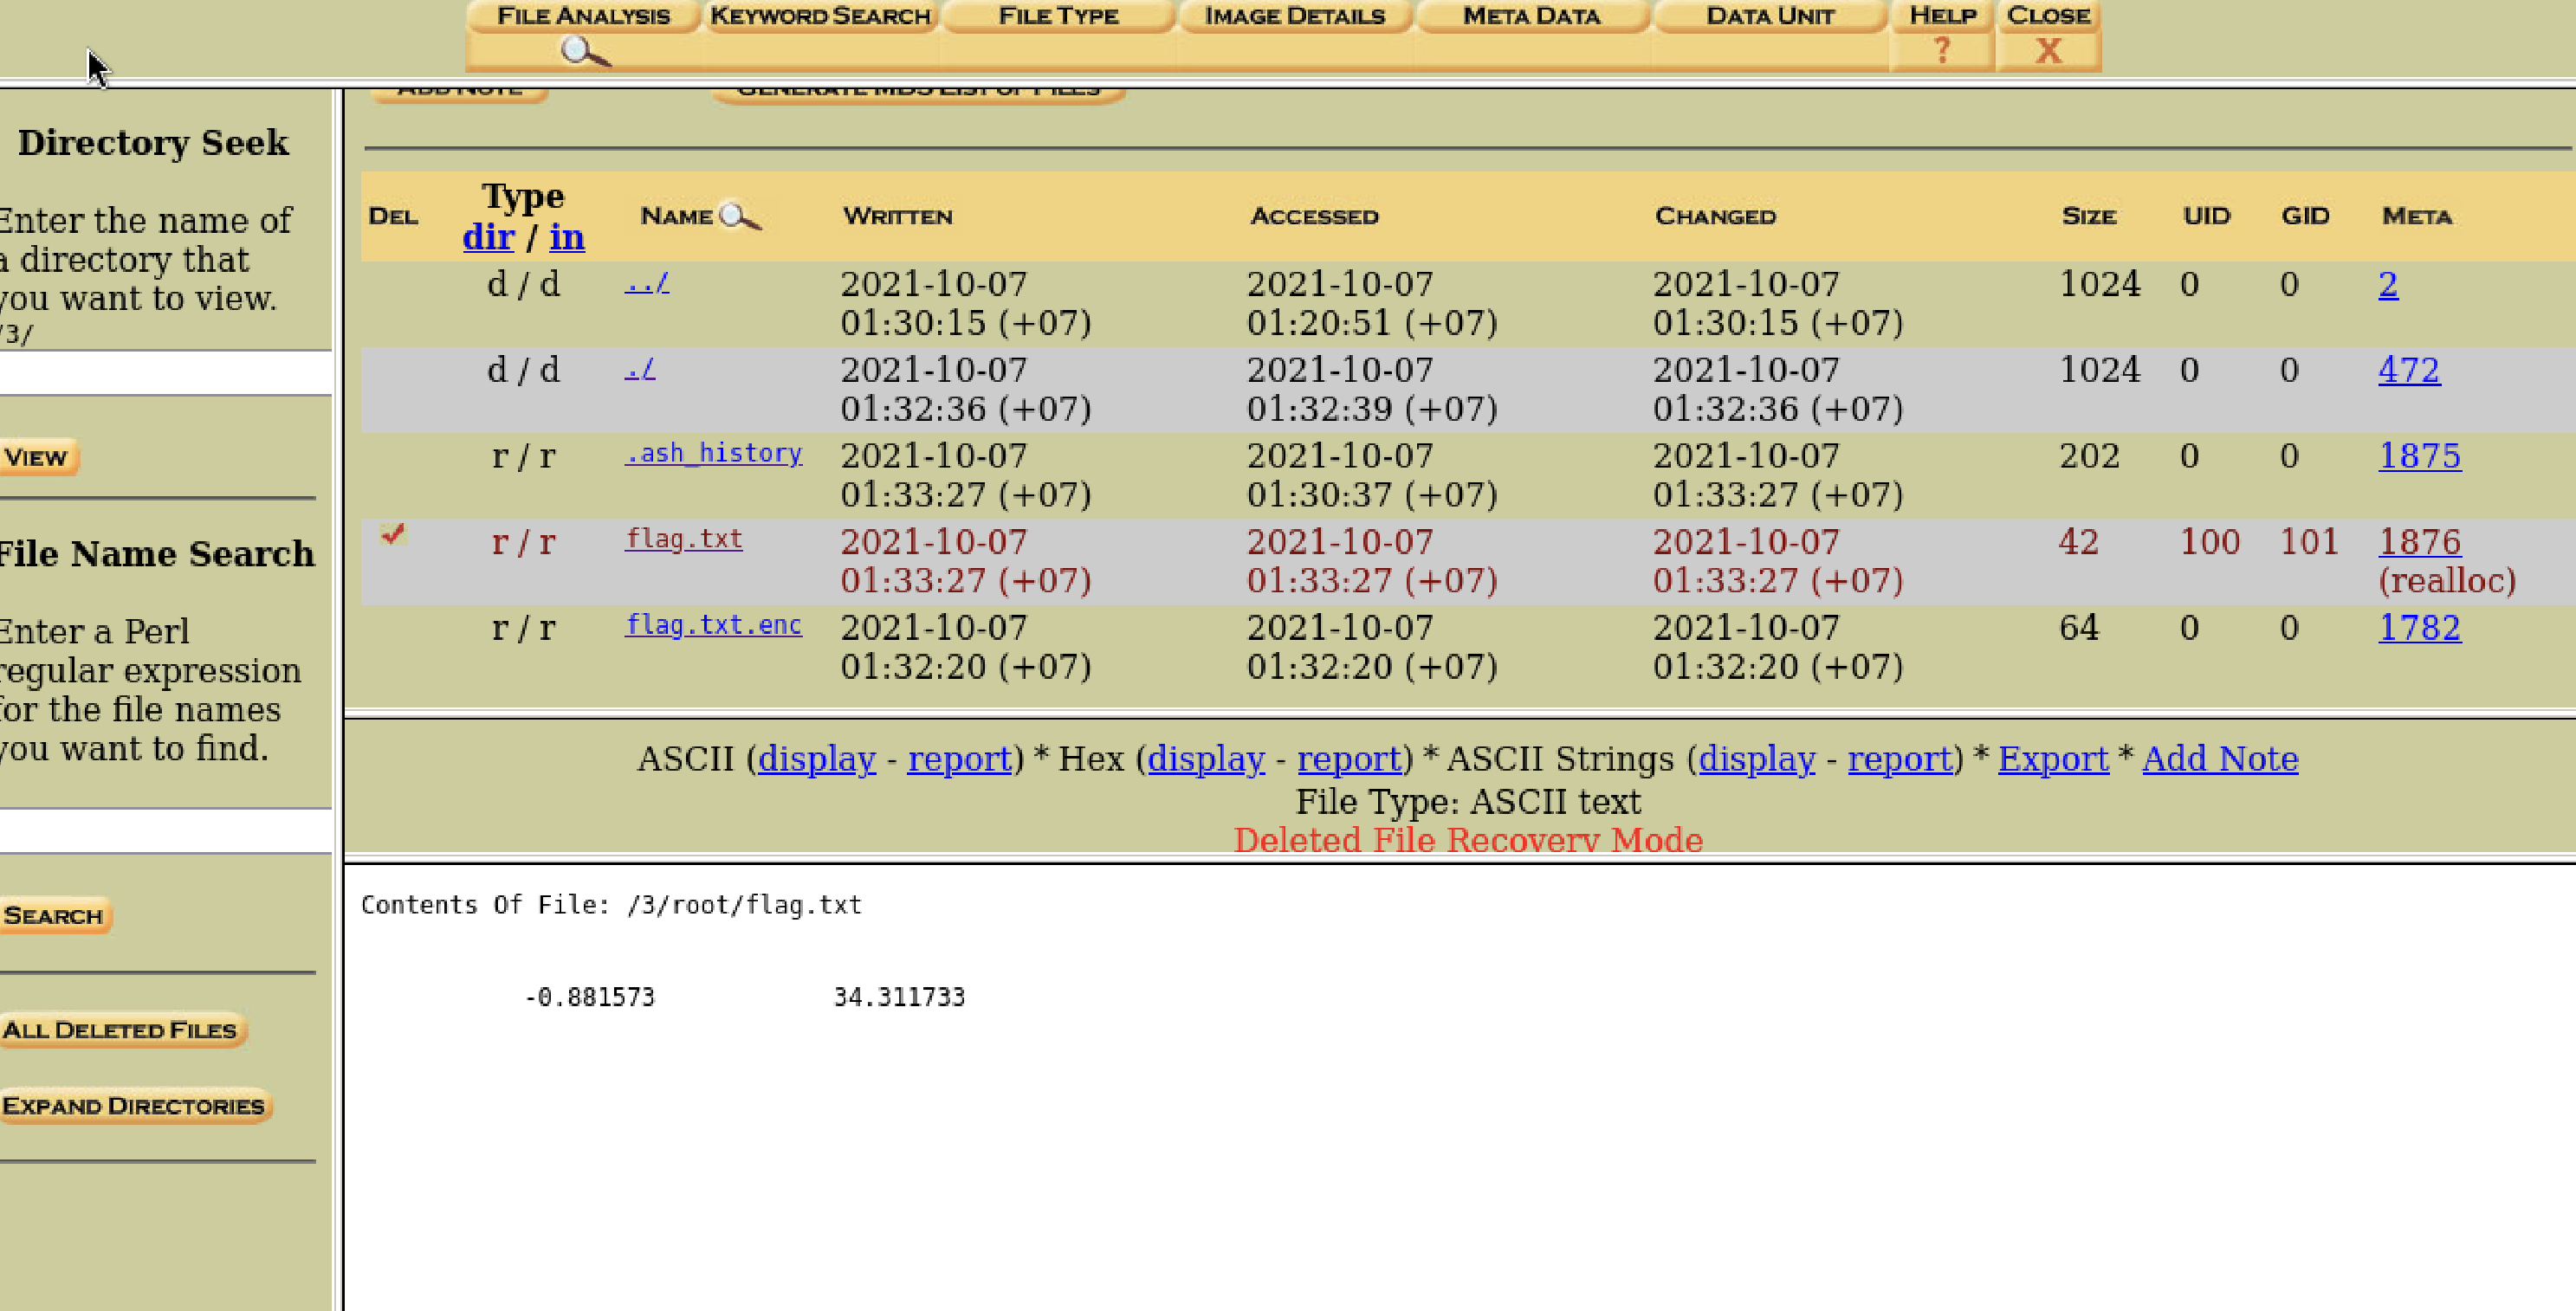 FILE ANALYSIS KEYWORD SEARCH FILE TYPE IMAGE DETAILS META DATA DATA UNIT HELP CLOSE
? X
ADD NOTE GENERATE MD5 LIST OF FILES
Directory Seek
Enter the name of
a directory that
you want to view.
/3/
VIEW
File Name Search
Enter a Perl
regular expression
for the file names
you want to find.
SEARCH
ALL DELETED FILES
EXPAND DIRECTORIES
DEL Type dir / in NAME WRITTEN ACCESSED CHANGED SIZE UID GID META
d / d ../ 2021-10-07 2021-10-07 2021-10-07 1024 0 0 2
01:30:15 (+07) 01:20:51 (+07) 01:30:15 (+07)
d / d ./ 2021-10-07 2021-10-07 2021-10-07 1024 0 0 472
01:32:36 (+07) 01:32:39 (+07) 01:32:36 (+07)
r / r .ash_history 2021-10-07 2021-10-07 2021-10-07 202 0 0 1875
01:33:27 (+07) 01:30:37 (+07) 01:33:27 (+07)
r / r flag.txt 2021-10-07 2021-10-07 2021-10-07 42 100 101 1876
01:33:27 (+07) 01:33:27 (+07) 01:33:27 (+07) (realloc)
r / r flag.txt.enc 2021-10-07 2021-10-07 2021-10-07 64 0 0 1782
01:32:20 (+07) 01:32:20 (+07) 01:32:20 (+07)
ASCII (display - report) * Hex (display - report) * ASCII Strings (display - report) * Export * Add Note
File Type: ASCII text
Deleted File Recovery Mode
Contents Of File: /3/root/flag.txt
-0.881573 34.311733